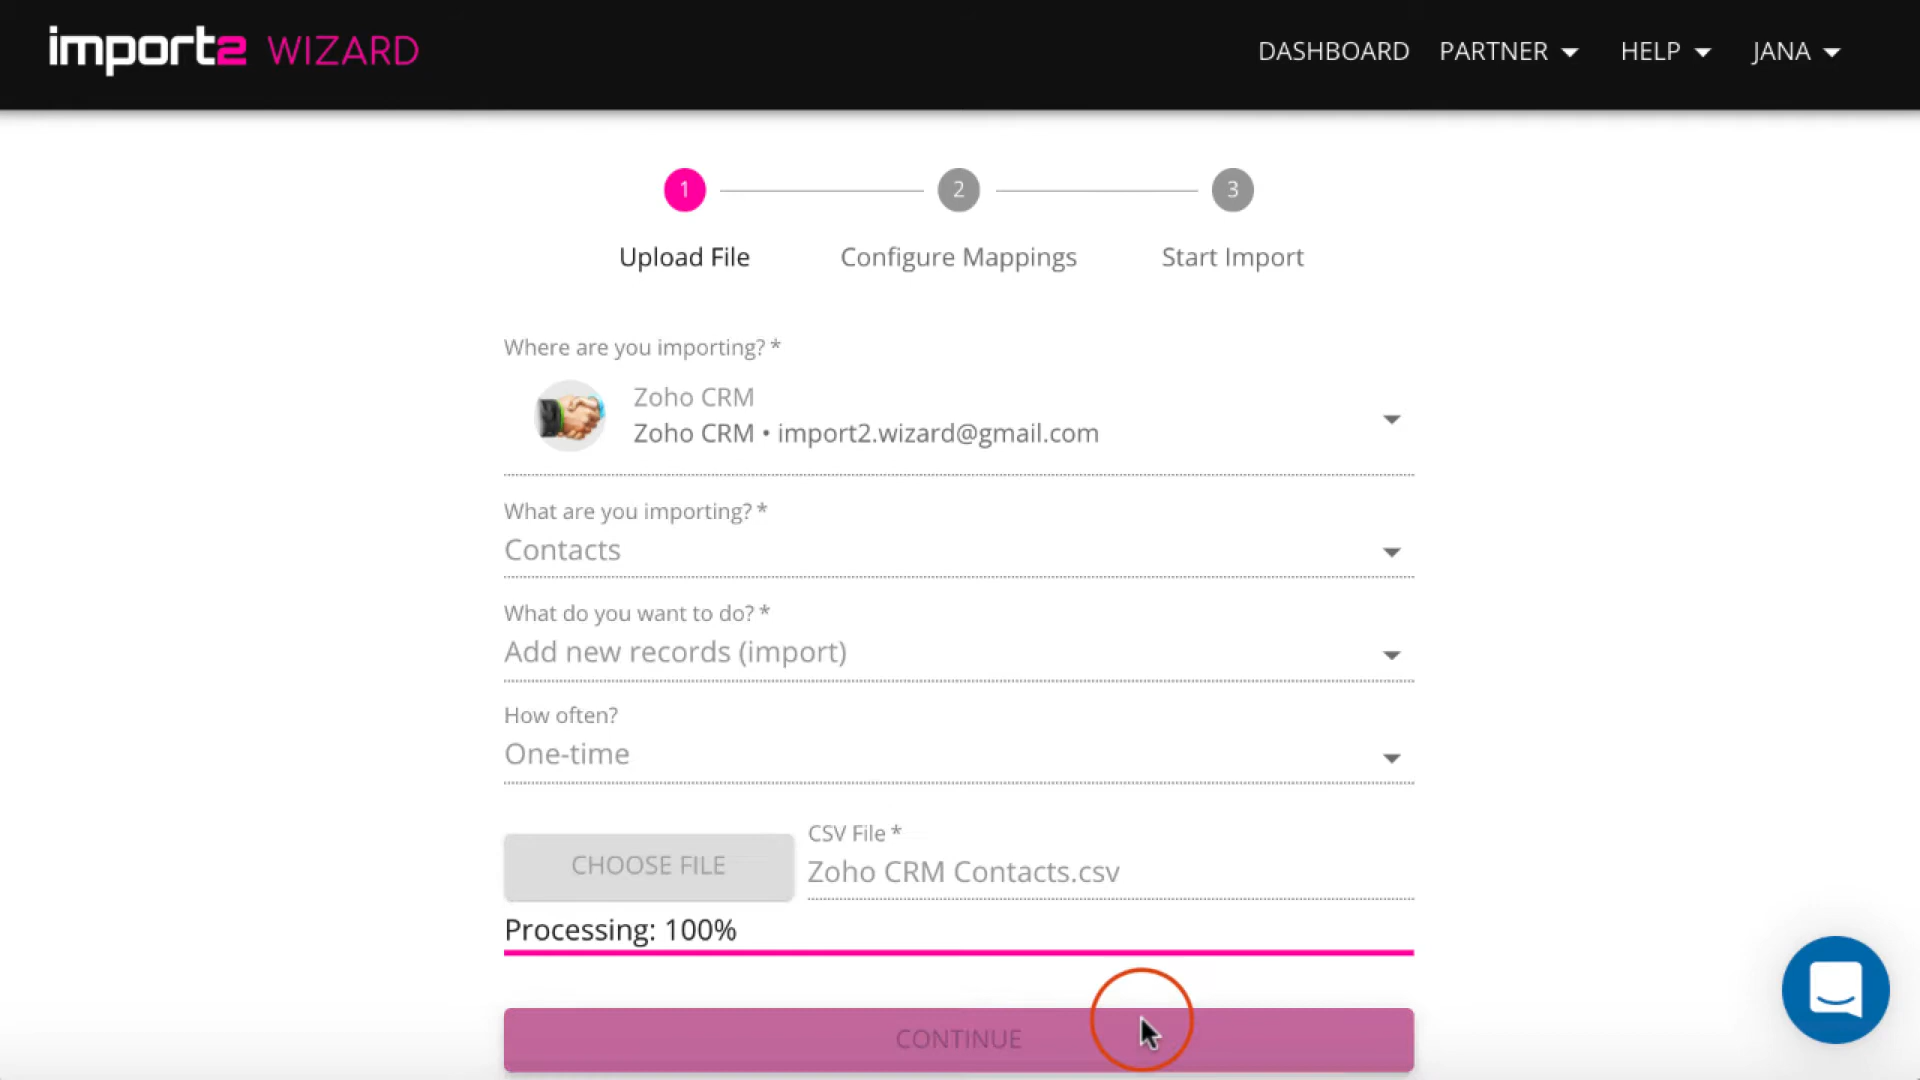 import2 WIZARD
DASHBOARD PARTNER HELP JANA
1 2 3
Upload File Configure Mappings Start Import
Where are you importing? *
Zoho CRM
Zoho CRM • import2.wizard@gmail.com
What are you importing? *
Contacts
What do you want to do? *
Add new records (import)
How often?
One-time
CSV File *
CHOOSE FILE Zoho CRM Contacts.csv
Processing: 100%
CONTINUE